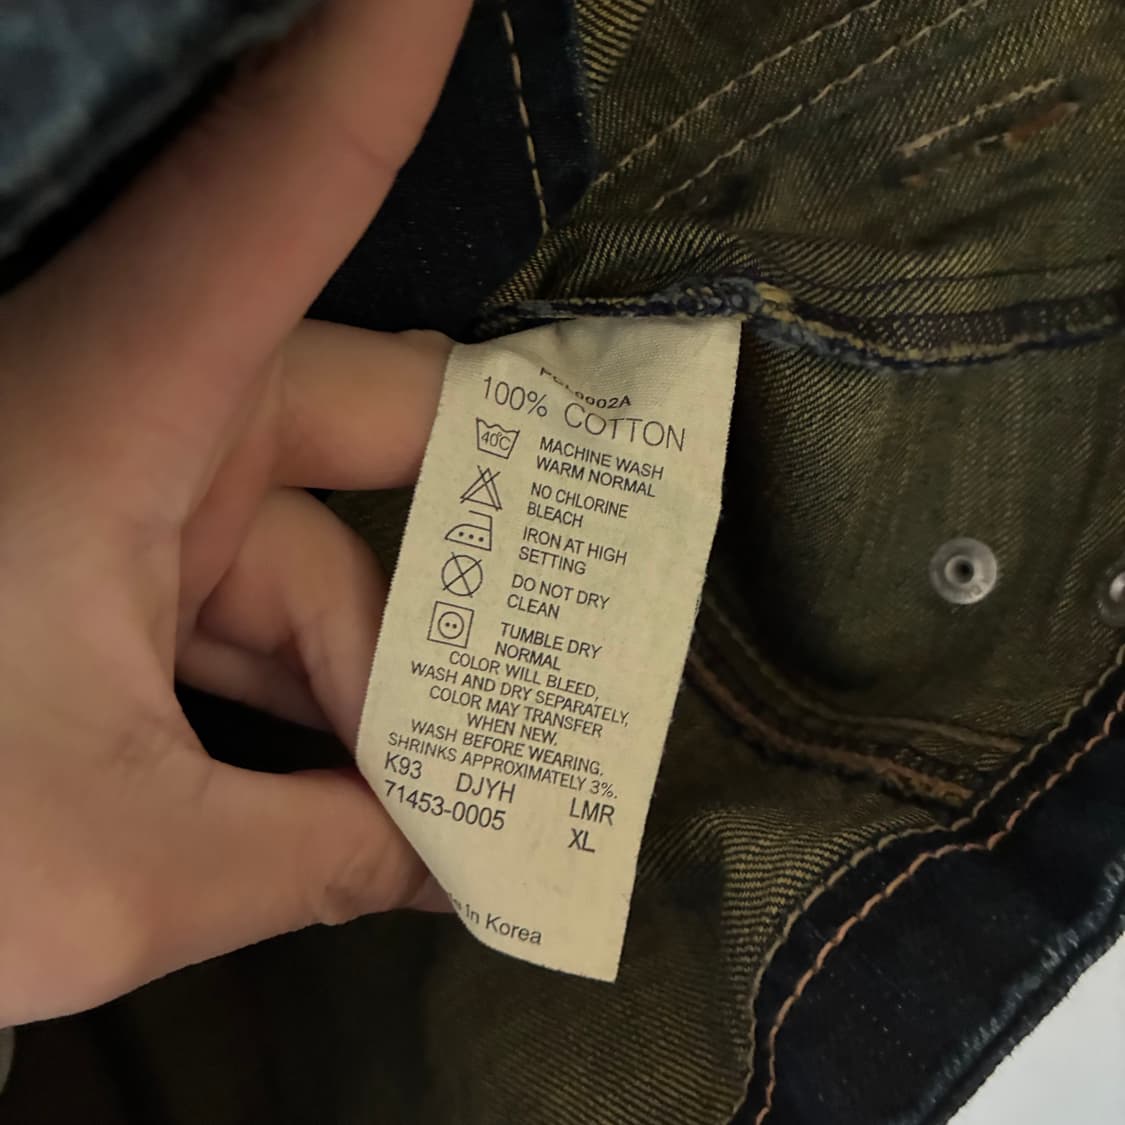 100% COTTON
40°C
MACHINE WASH
WARM NORMAL
NO CHLORINE
BLEACH
IRON AT HIGH
SETTING
DO NOT DRY
CLEAN
TUMBLE DRY
NORMAL
COLOR WILL BLEED,
WASH AND DRY SEPARATELY,
COLOR MAY TRANSFER
WHEN NEW.
WASH BEFORE WEARING.
SHRINKS APPROXIMATELY 3%.
K93 DJYH LMR
71453-0005 XL
in Korea